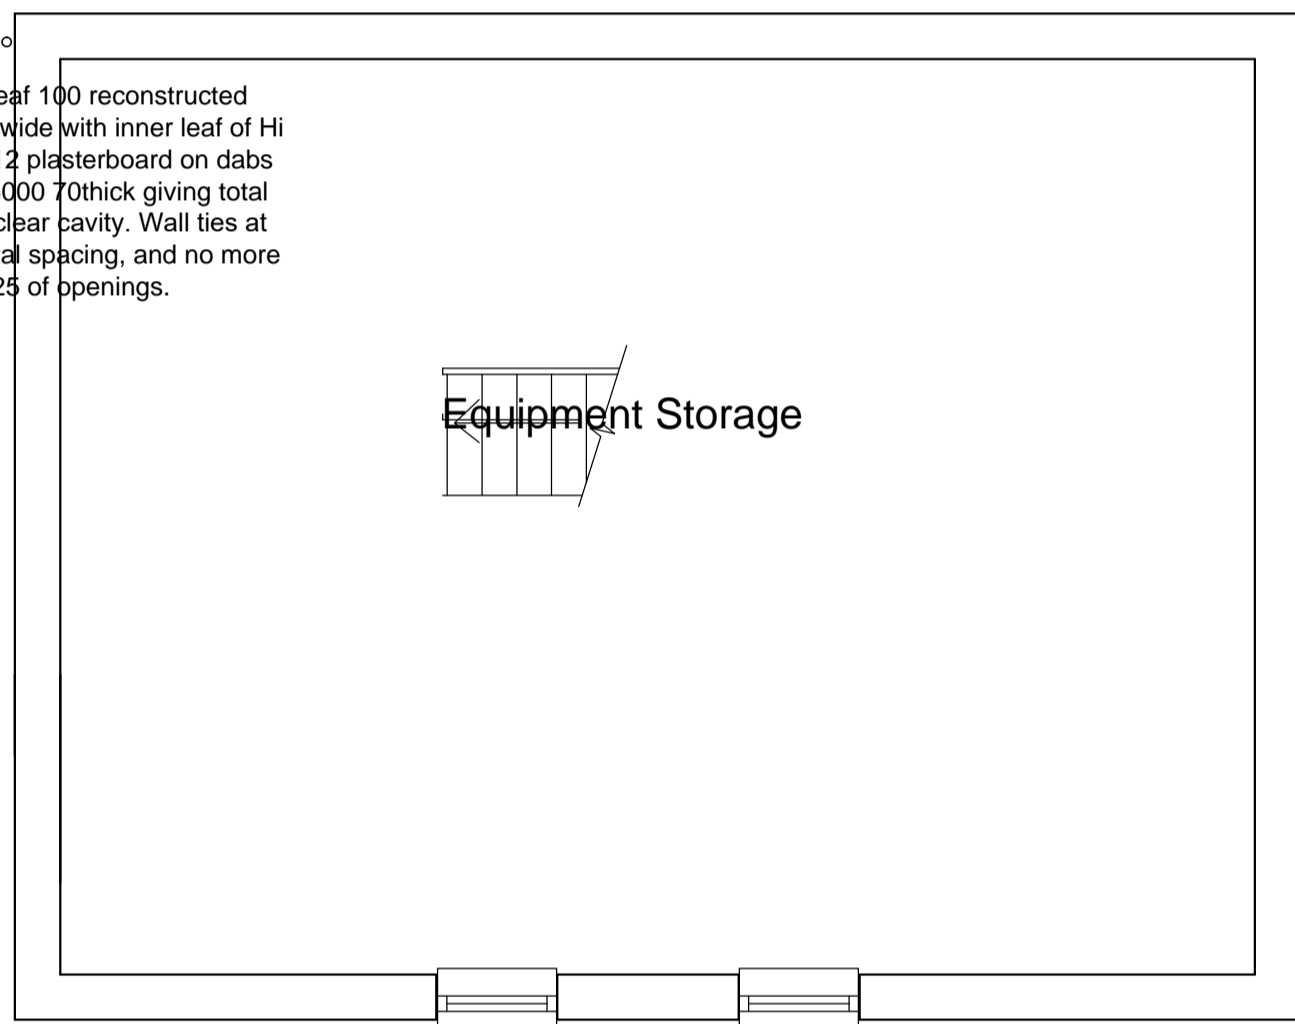 eaf 100 reconstructed
wide with inner leaf of Hi
2 plasterboard on dabs
000 70thick giving total
clear cavity. Wall ties at
al spacing, and no more
25 of openings.
Equipment Storage